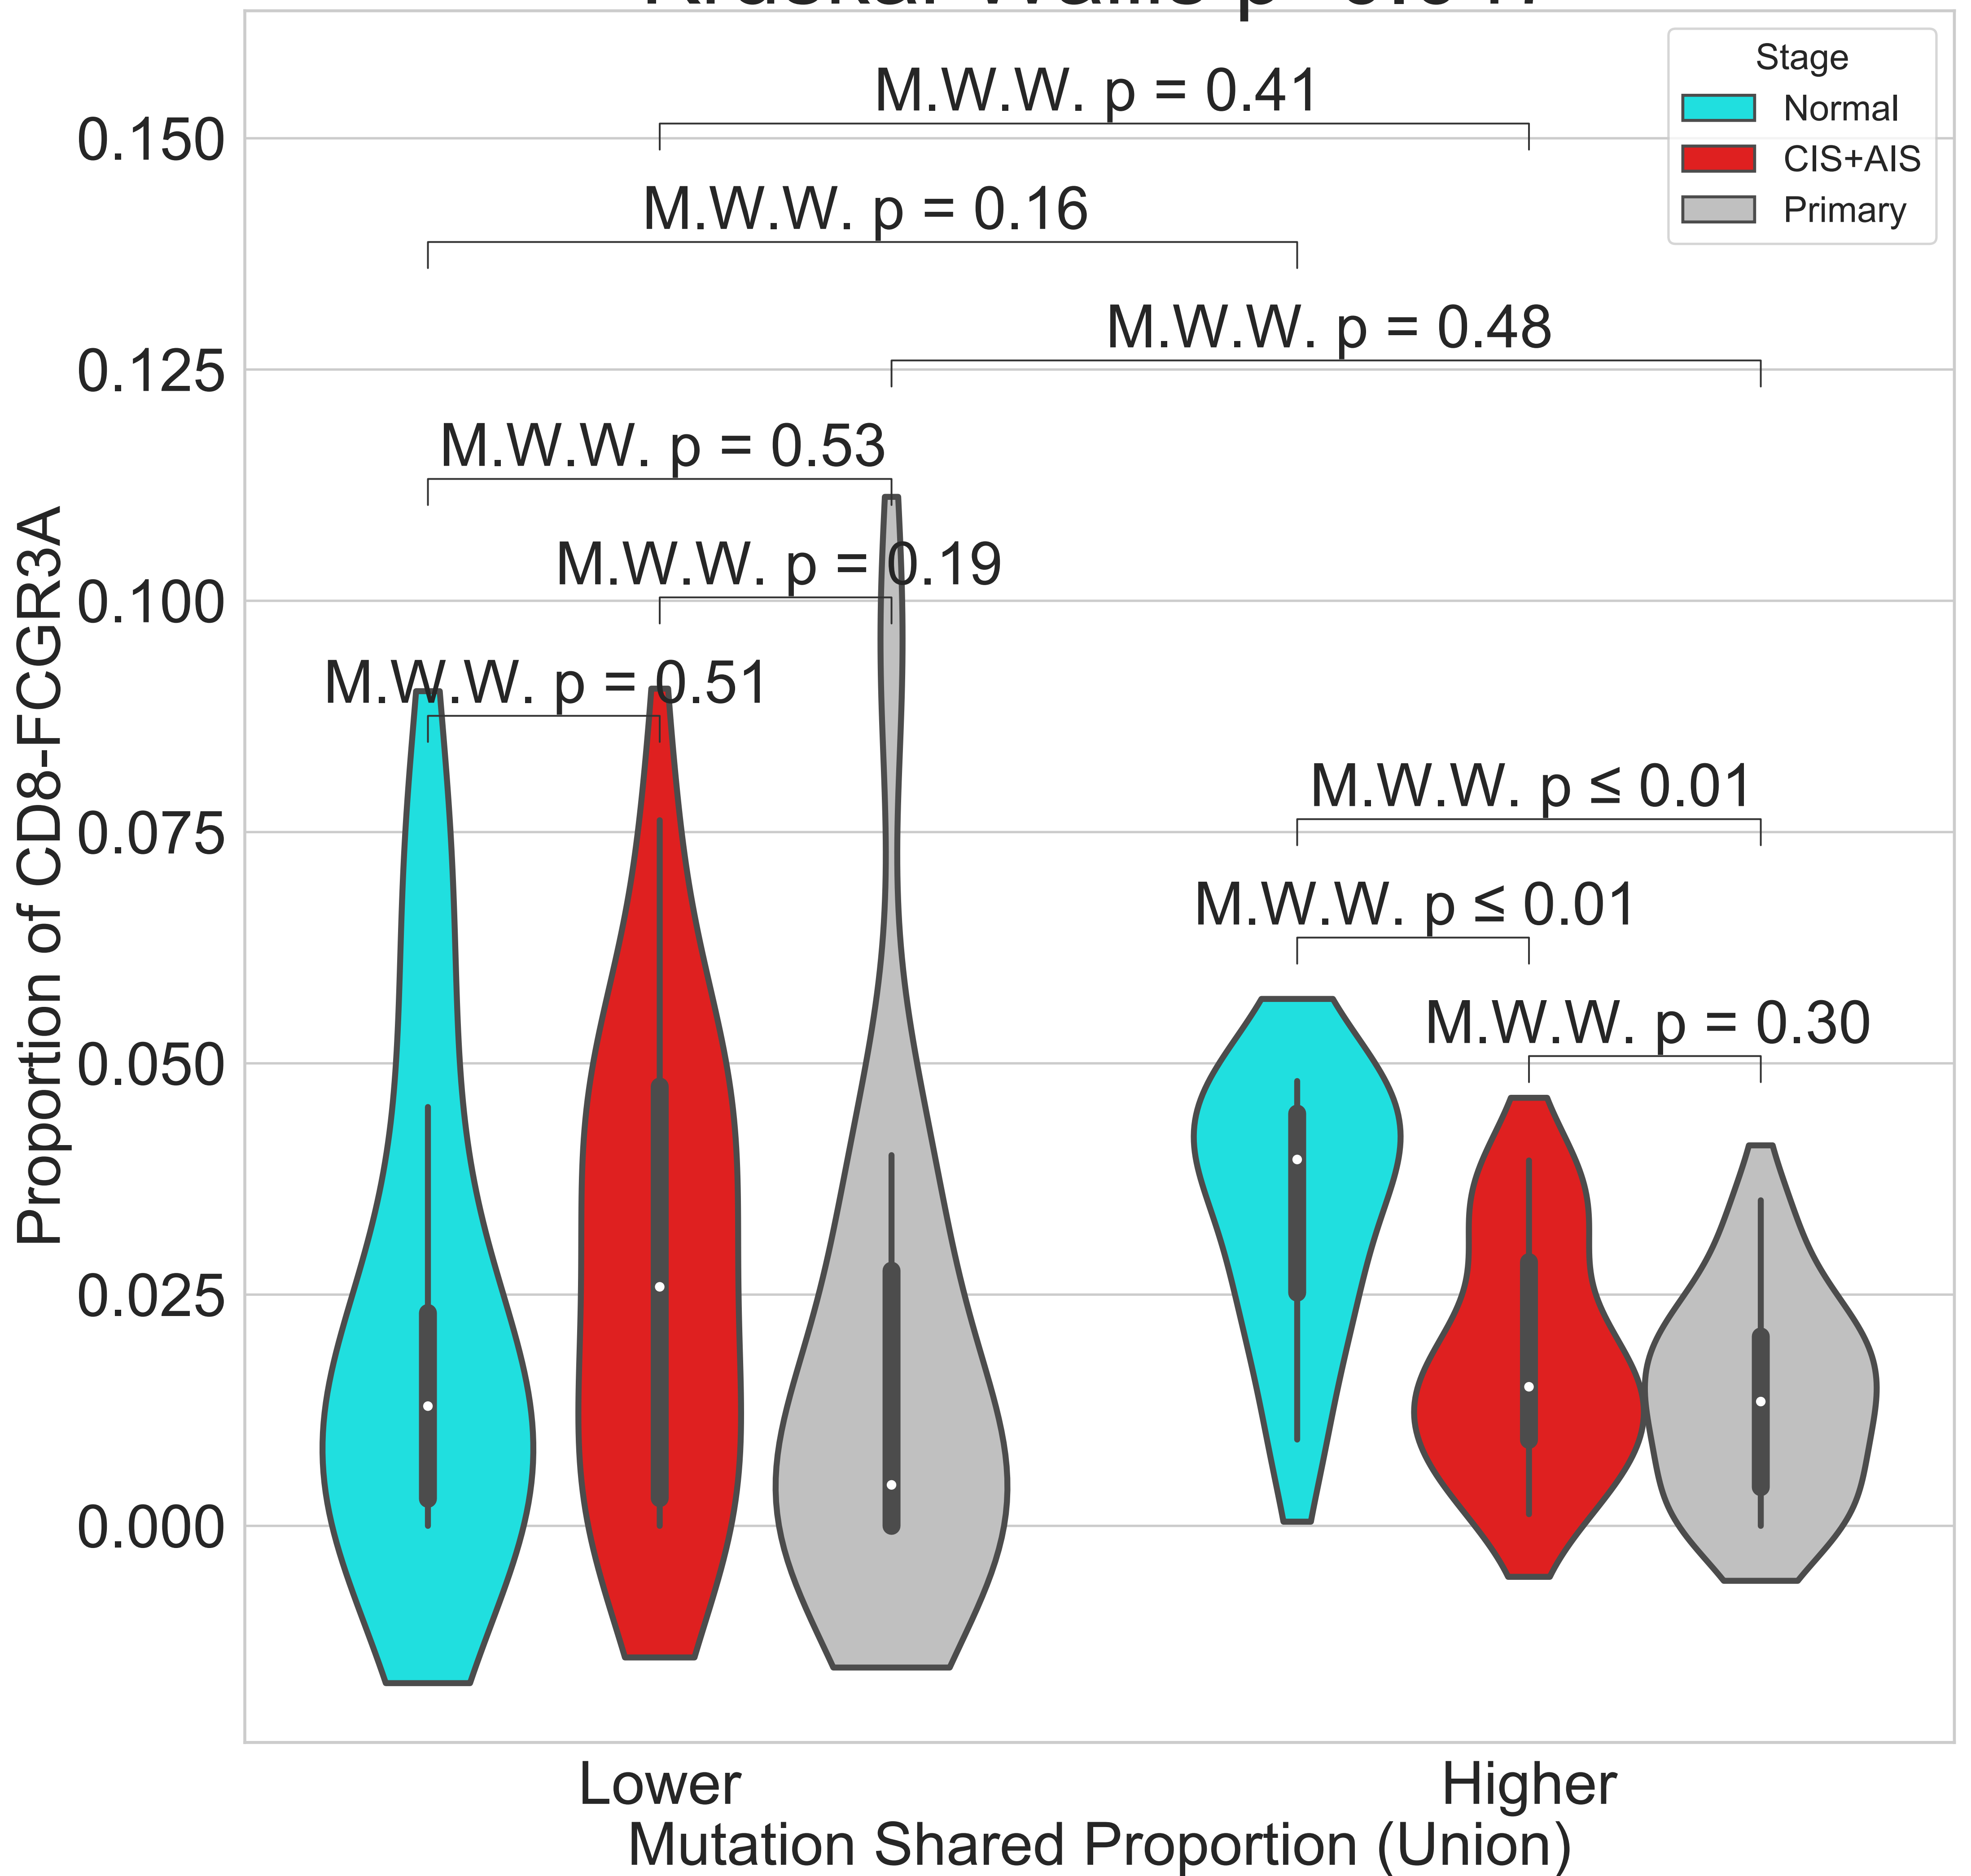 Stage
Normal
CIS+AIS
Primary
M.W.W. p = 0.41
M.W.W. p = 0.16
M.W.W. p = 0.48
M.W.W. p = 0.53
M.W.W. p = 0.19
M.W.W. p = 0.51
M.W.W. p ≤ 0.01
M.W.W. p ≤ 0.01
M.W.W. p = 0.30
Proportion of CD8-FCGR3A
0.150
0.125
0.100
0.075
0.050
0.025
0.000
Lower
Higher
Mutation Shared Proportion (Union)